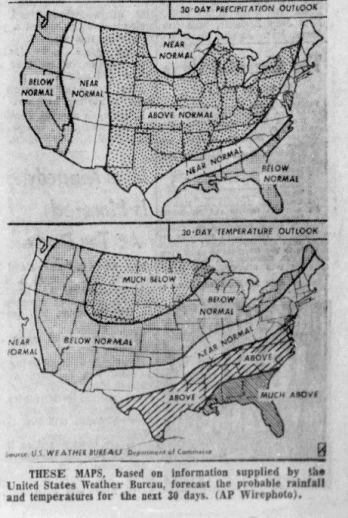 30-DAY PRECIPITATION OUTLOOK
NEAR
NORMAL
BELOW
NORMAL
NEAR
NORMAL
ABOVE NORMAL
NEAR NORMAL
BELOW
NORMAL
30-DAY TEMPERATURE OUTLOOK
MUCH BELOW
BELOW
NORMAL
NEAR
NORMAL
BELOW NORMAL
NEAR NORMAL
ABOVE
ABOVE
MUCH ABOVE
Source: U.S. WEATHER BUREAU Department of Commerce
THESE MAPS, based on information supplied by the
United States Weather Bureau, forecast the probable rainfall
and temperatures for the next 30 days. (AP Wirephoto).